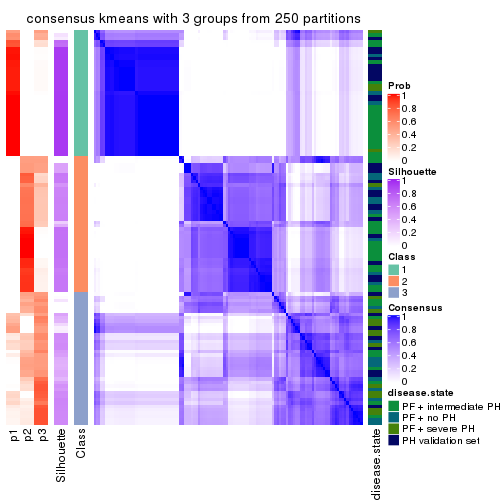 consensus kmeans with 3 groups from 250 partitions
Prob
1
0.8
0.6
0.4
0.2
0
Silhouette
1
0.8
0.6
0.4
0.2
0
Class
1
2
3
Consensus
1
0.8
0.6
0.4
0.2
0
disease.state
PF + intermediate PH
PF + no PH
PF + severe PH
PH validation set
p1
p2
p3
Silhouette
Class
disease.state